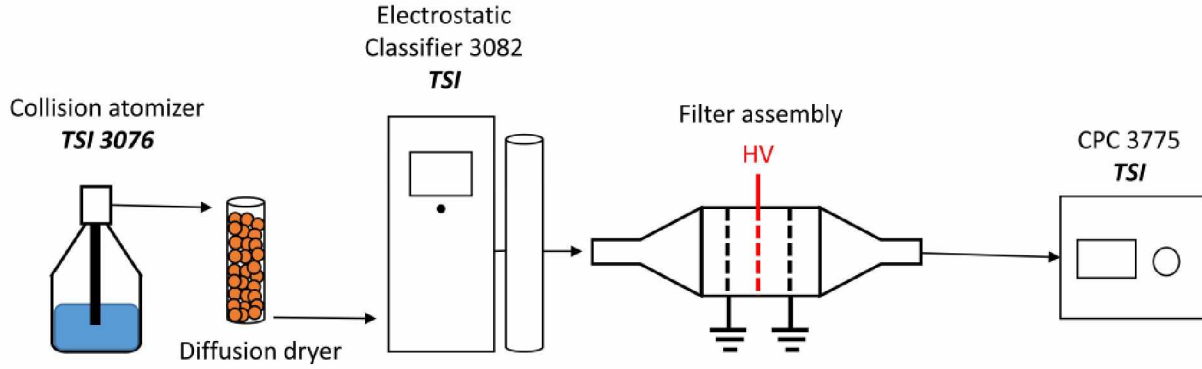 Collision atomizer
TSI 3076
Diffusion dryer
Electrostatic
Classifier 3082
TSI
Filter assembly
HV
CPC 3775
TSI